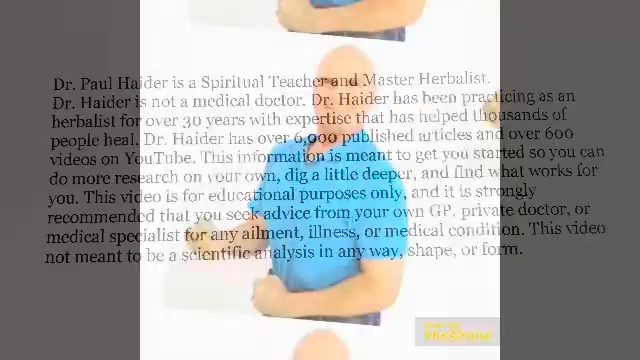 Dr. Paul Haider is a Spiritual Teacher and Master Herbalist.
Dr. Haider is not a medical doctor. Dr. Haider has been practicing as an
herbalist for over 30 years with expertise that has helped thousands of
people heal. Dr. Haider has over 6,000 published articles and over 600
videos on YouTube. This information is meant to get you started so you can
do more research on your own, dig a little deeper, and find what works for
you. This video is for educational purposes only, and it is strongly
recommended that you seek advice from your own GP, private doctor, or
medical specialist for any ailment, illness, or medical condition. This video
not meant to be a scientific analysis in any way, shape, or form.
MoShow